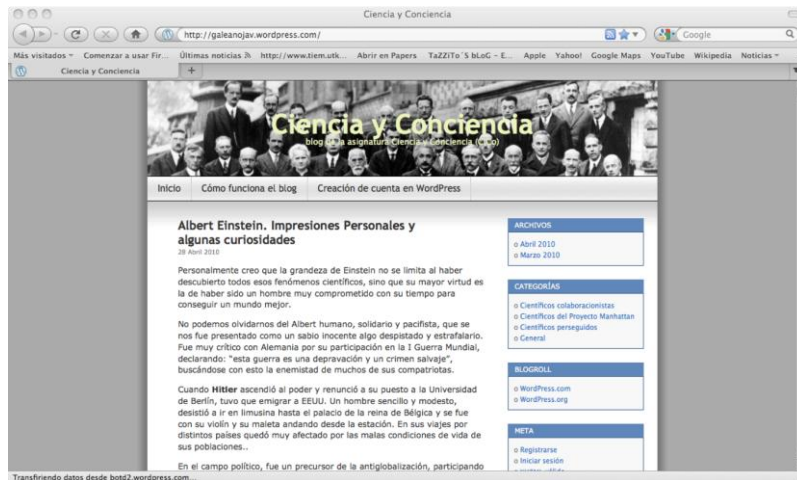 Ciencia y Conciencia
http://galeanojav.wordpress.com/
Google
Más visitados Comenzar a usar Fir... Últimas noticias http://www.tiem.utk... Abrir en Papers TaZZiTo´S bLoG - E... Apple Yahoo! Google Maps YouTube Wikipedia Noticias
Ciencia y Conciencia
Ciencia y Conciencia
blog de la asignatura Ciencia y Conciencia
Inicio Cómo funciona el blog Creación de cuenta en WordPress
Albert Einstein. Impresiones Personales y
algunas curiosidades
28 Abril 2010
Personalmente creo que la grandeza de Einstein no se limita al haber
descubierto todos esos fenómenos científicos, sino que su mayor virtud es
la de haber sido un hombre muy comprometido con su tiempo para
conseguir un mundo mejor.
No podemos olvidarnos del Albert humano, solidario y pacifista, que se
nos fue presentado como un sabio inocente algo despistado y estrafalario.
Fue muy crítico con Alemania por su participación en la I Guerra Mundial,
declarando: "esta guerra es una depravación y un crimen salvaje",
buscándose con esto la enemistad de muchos de sus compatriotas.
Cuando Hitler ascendió al poder y renunció a su puesto a la Universidad
de Berlín, tuvo que emigrar a EEUU. Un hombre sencillo y modesto,
desistió a ir en limusina hasta el palacio de la reina de Bélgica y se fue
con su violín y su maleta andando desde la estación. En sus viajes por
distintos países quedó muy afectado por las malas condiciones de vida de
sus poblaciones..
En el campo político, fue un precursor de la antiglobalización, participando
ARCHIVOS
Abril 2010
Marzo 2010
CATEGORÍAS
Científicos colaboracionistas
Científicos del Proyecto Manhattan
Científicos perseguidos
General
BLOGROLL
WordPress.com
WordPress.org
META
Registrarse
Iniciar sesión
Transfiriendo datos desde botd2.wordpress.com...